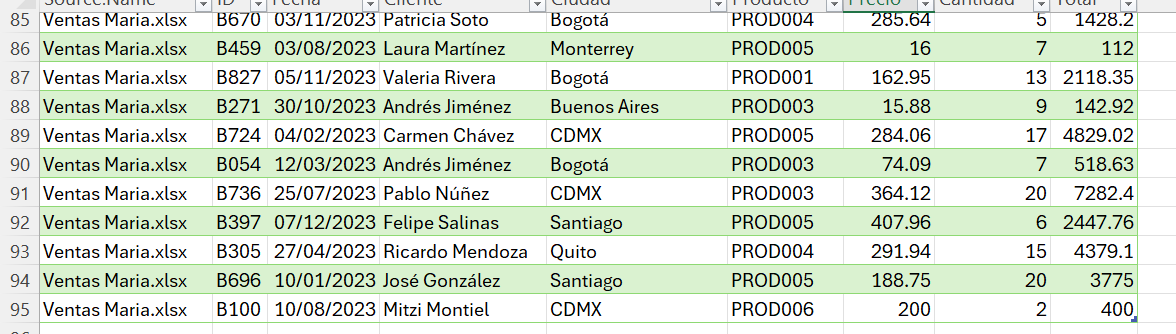 Source.Name ID Fecha Cliente Ciudad Producto Precio Cantidad Total
85 Ventas Maria.xlsx B670 03/11/2023 Patricia Soto Bogotá PROD004 285.64 5 1428.2
86 Ventas Maria.xlsx B459 03/08/2023 Laura Martínez Monterrey PROD005 16 7 112
87 Ventas Maria.xlsx B827 05/11/2023 Valeria Rivera Bogotá PROD001 162.95 13 2118.35
88 Ventas Maria.xlsx B271 30/10/2023 Andrés Jiménez Buenos Aires PROD003 15.88 9 142.92
89 Ventas Maria.xlsx B724 04/02/2023 Carmen Chávez CDMX PROD005 284.06 17 4829.02
90 Ventas Maria.xlsx B054 12/03/2023 Andrés Jiménez Bogotá PROD003 74.09 7 518.63
91 Ventas Maria.xlsx B736 25/07/2023 Pablo Núñez CDMX PROD003 364.12 20 7282.4
92 Ventas Maria.xlsx B397 07/12/2023 Felipe Salinas Santiago PROD005 407.96 6 2447.76
93 Ventas Maria.xlsx B305 27/04/2023 Ricardo Mendoza Quito PROD004 291.94 15 4379.1
94 Ventas Maria.xlsx B696 10/01/2023 José González Santiago PROD005 188.75 20 3775
95 Ventas Maria.xlsx B100 10/08/2023 Mitzi Montiel CDMX PROD006 200 2 400